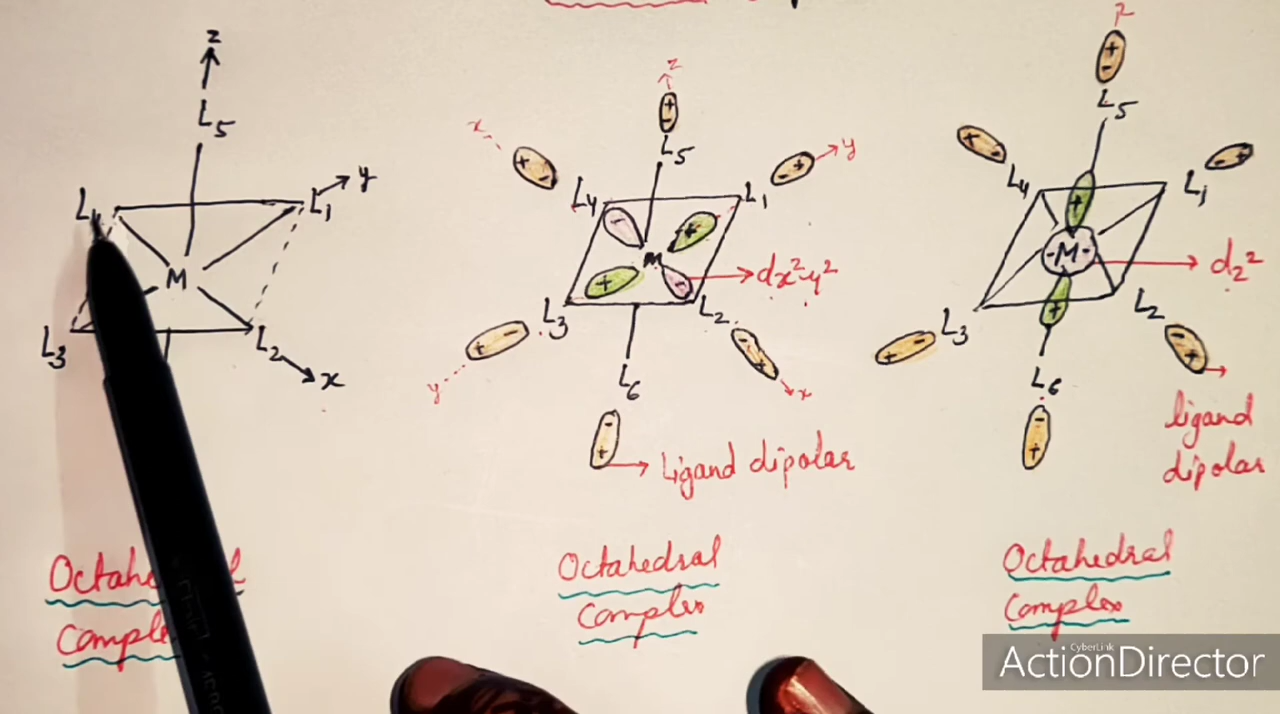 z
L5
L4
L1
y
M
L3
L2
x
Octahe
Comple
z
x
L5
y
L4
L1
M
dx²-y²
L3
L2
y
x
L6
Ligand dipolar
Octahedral
Complex
z
L5
L4
L1
-M-
dz²
L3
L2
L6
ligand
dipolar
Octahedral
Complex
CyberLink
ActionDirector